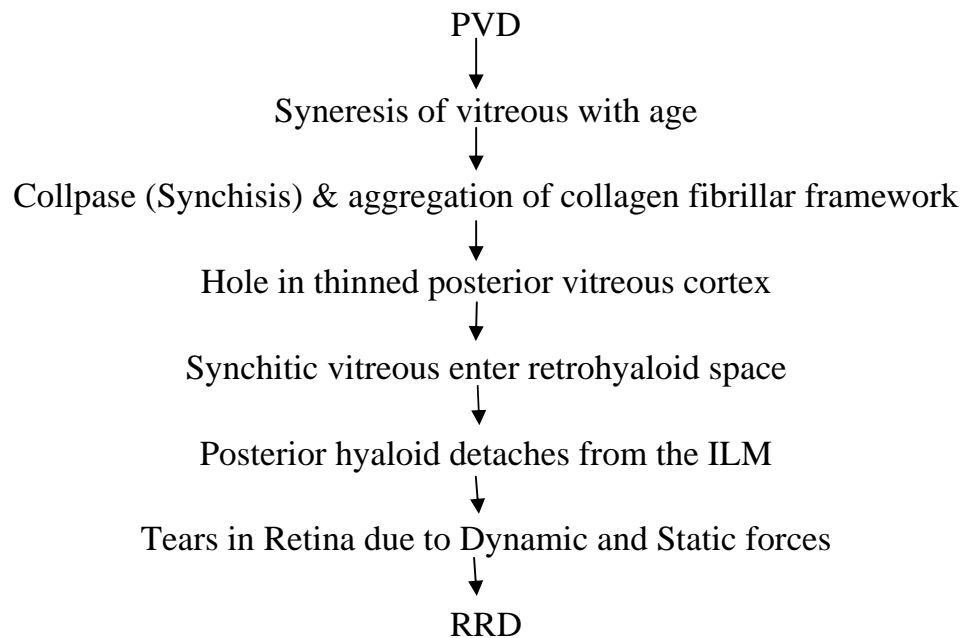 PVD
Syneresis of vitreous with age
Collpase (Synchisis) & aggregation of collagen fibrillar framework
Hole in thinned posterior vitreous cortex
Synchitic vitreous enter retrohyaloid space
Posterior hyaloid detaches from the ILM
Tears in Retina due to Dynamic and Static forces
RRD